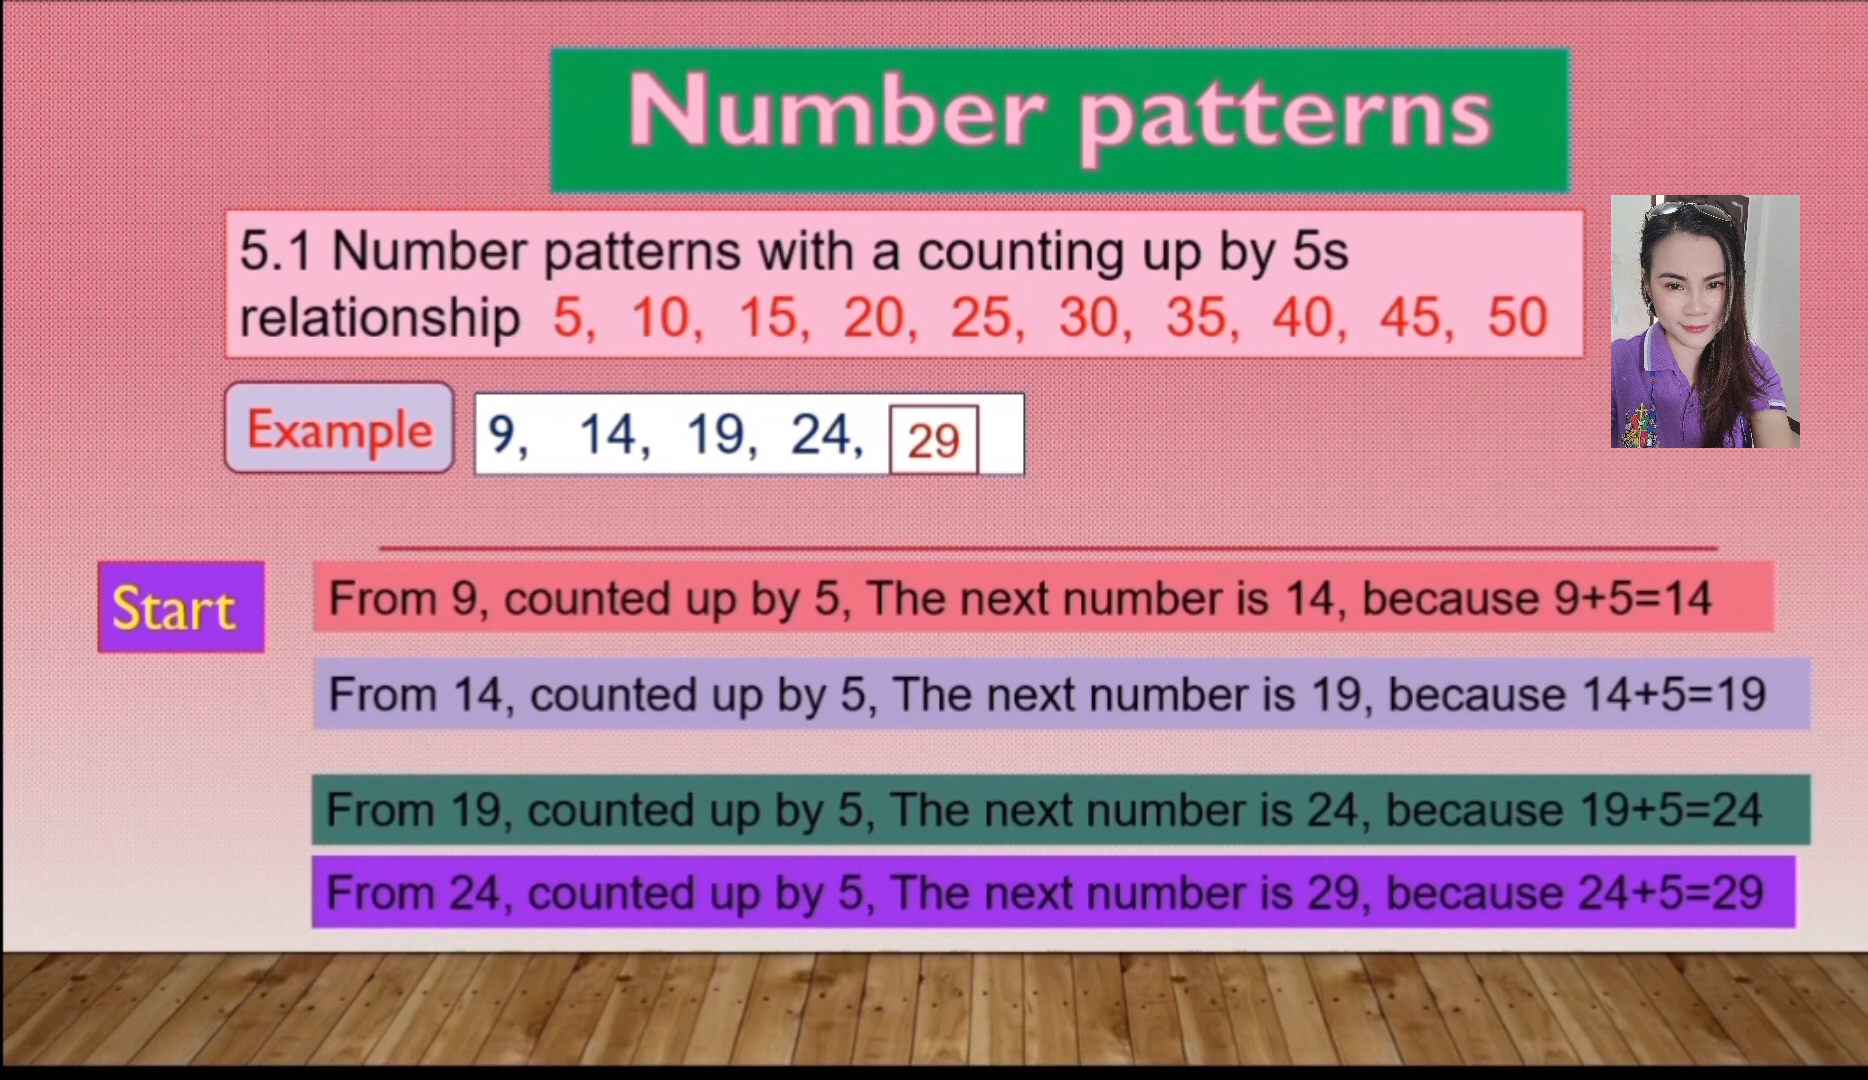 Number patterns
5.1 Number patterns with a counting up by 5s
relationship 5, 10, 15, 20, 25, 30, 35, 40, 45, 50
Example
9, 14, 19, 24, 29
Start
From 9, counted up by 5, The next number is 14, because 9+5=14
From 14, counted up by 5, The next number is 19, because 14+5=19
From 19, counted up by 5, The next number is 24, because 19+5=24
From 24, counted up by 5, The next number is 29, because 24+5=29